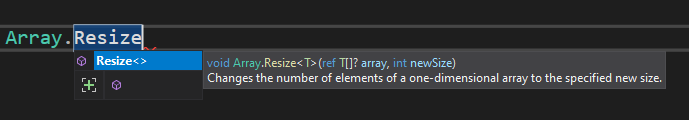 Array.Resize
Resize<>
void Array.Resize<T>(ref T[]? array, int newSize)
Changes the number of elements of a one-dimensional array to the specified new size.